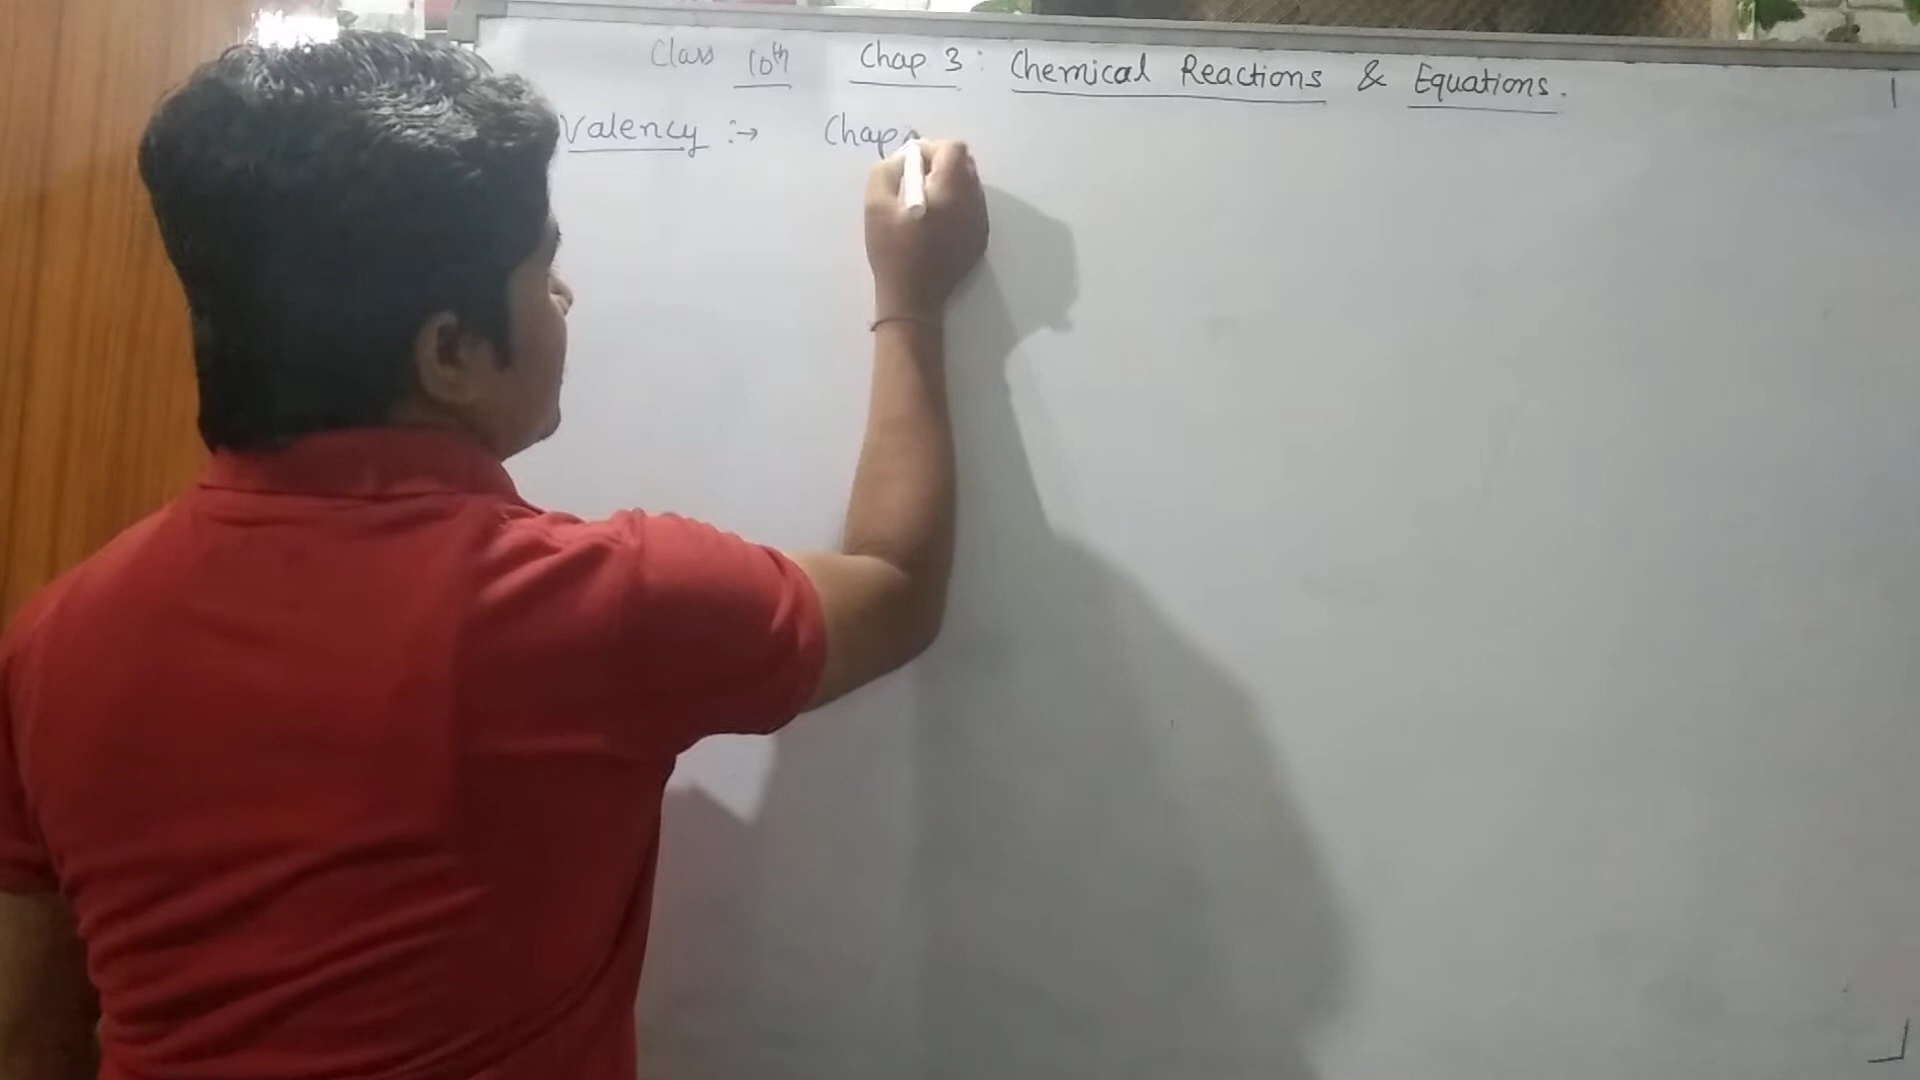 Class 10th Chap 3: Chemical Reactions & Equations.
Valency :→ Chap